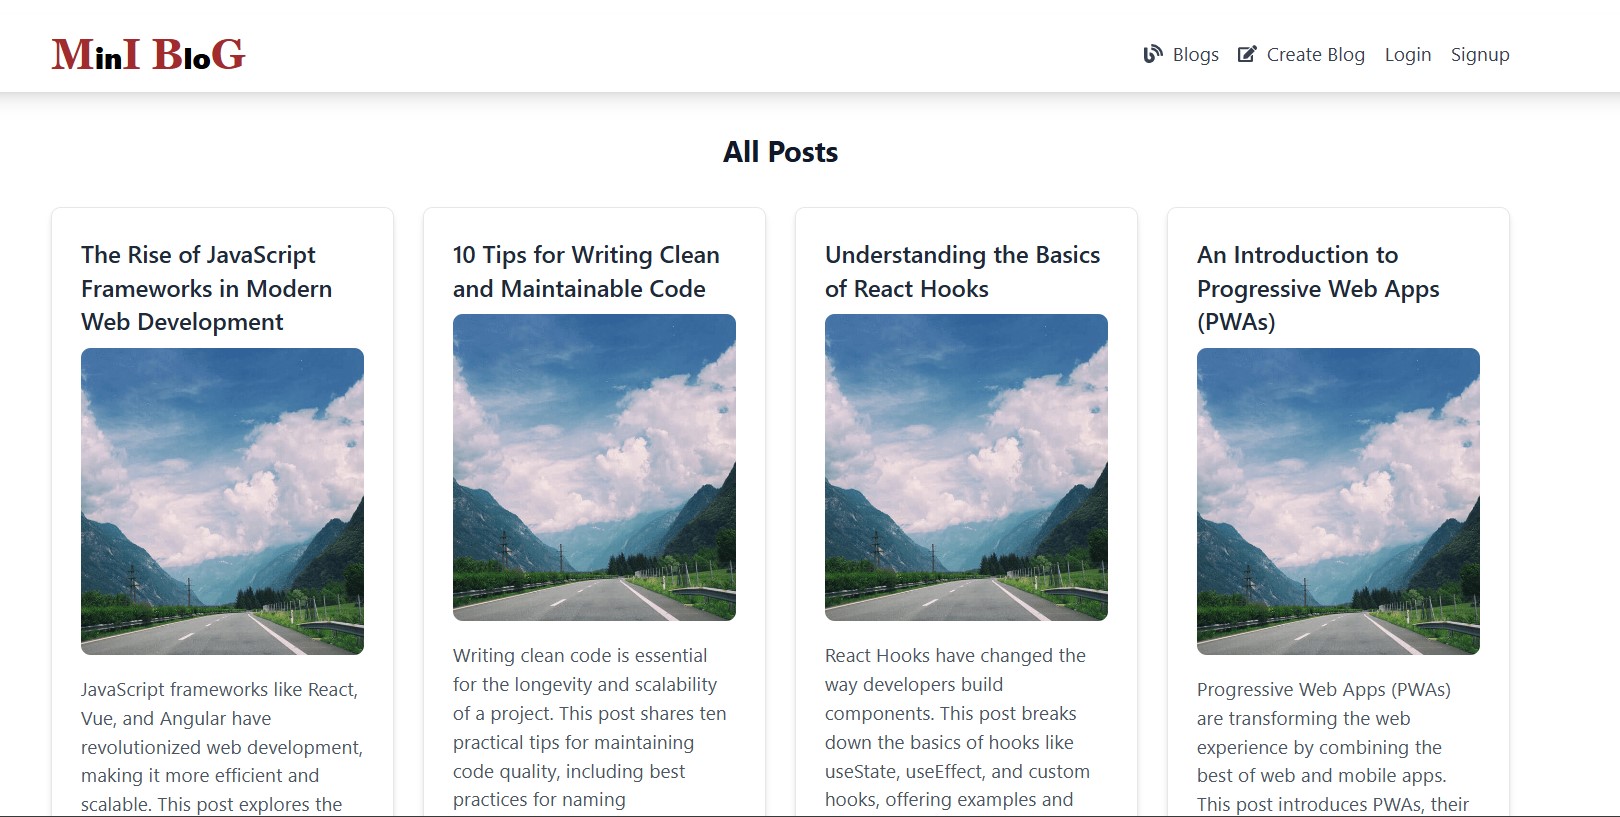 MinI BloG
Blogs
Create Blog
Login
Signup
All Posts
The Rise of JavaScript
Frameworks in Modern
Web Development
JavaScript frameworks like React,
Vue, and Angular have
revolutionized web development,
making it more efficient and
scalable. This post explores the
10 Tips for Writing Clean
and Maintainable Code
Writing clean code is essential
for the longevity and scalability
of a project. This post shares ten
practical tips for maintaining
code quality, including best
practices for naming
Understanding the Basics
of React Hooks
React Hooks have changed the
way developers build
components. This post breaks
down the basics of hooks like
useState, useEffect, and custom
hooks, offering examples and
An Introduction to
Progressive Web Apps
(PWAs)
Progressive Web Apps (PWAs)
are transforming the web
experience by combining the
best of web and mobile apps.
This post introduces PWAs, their